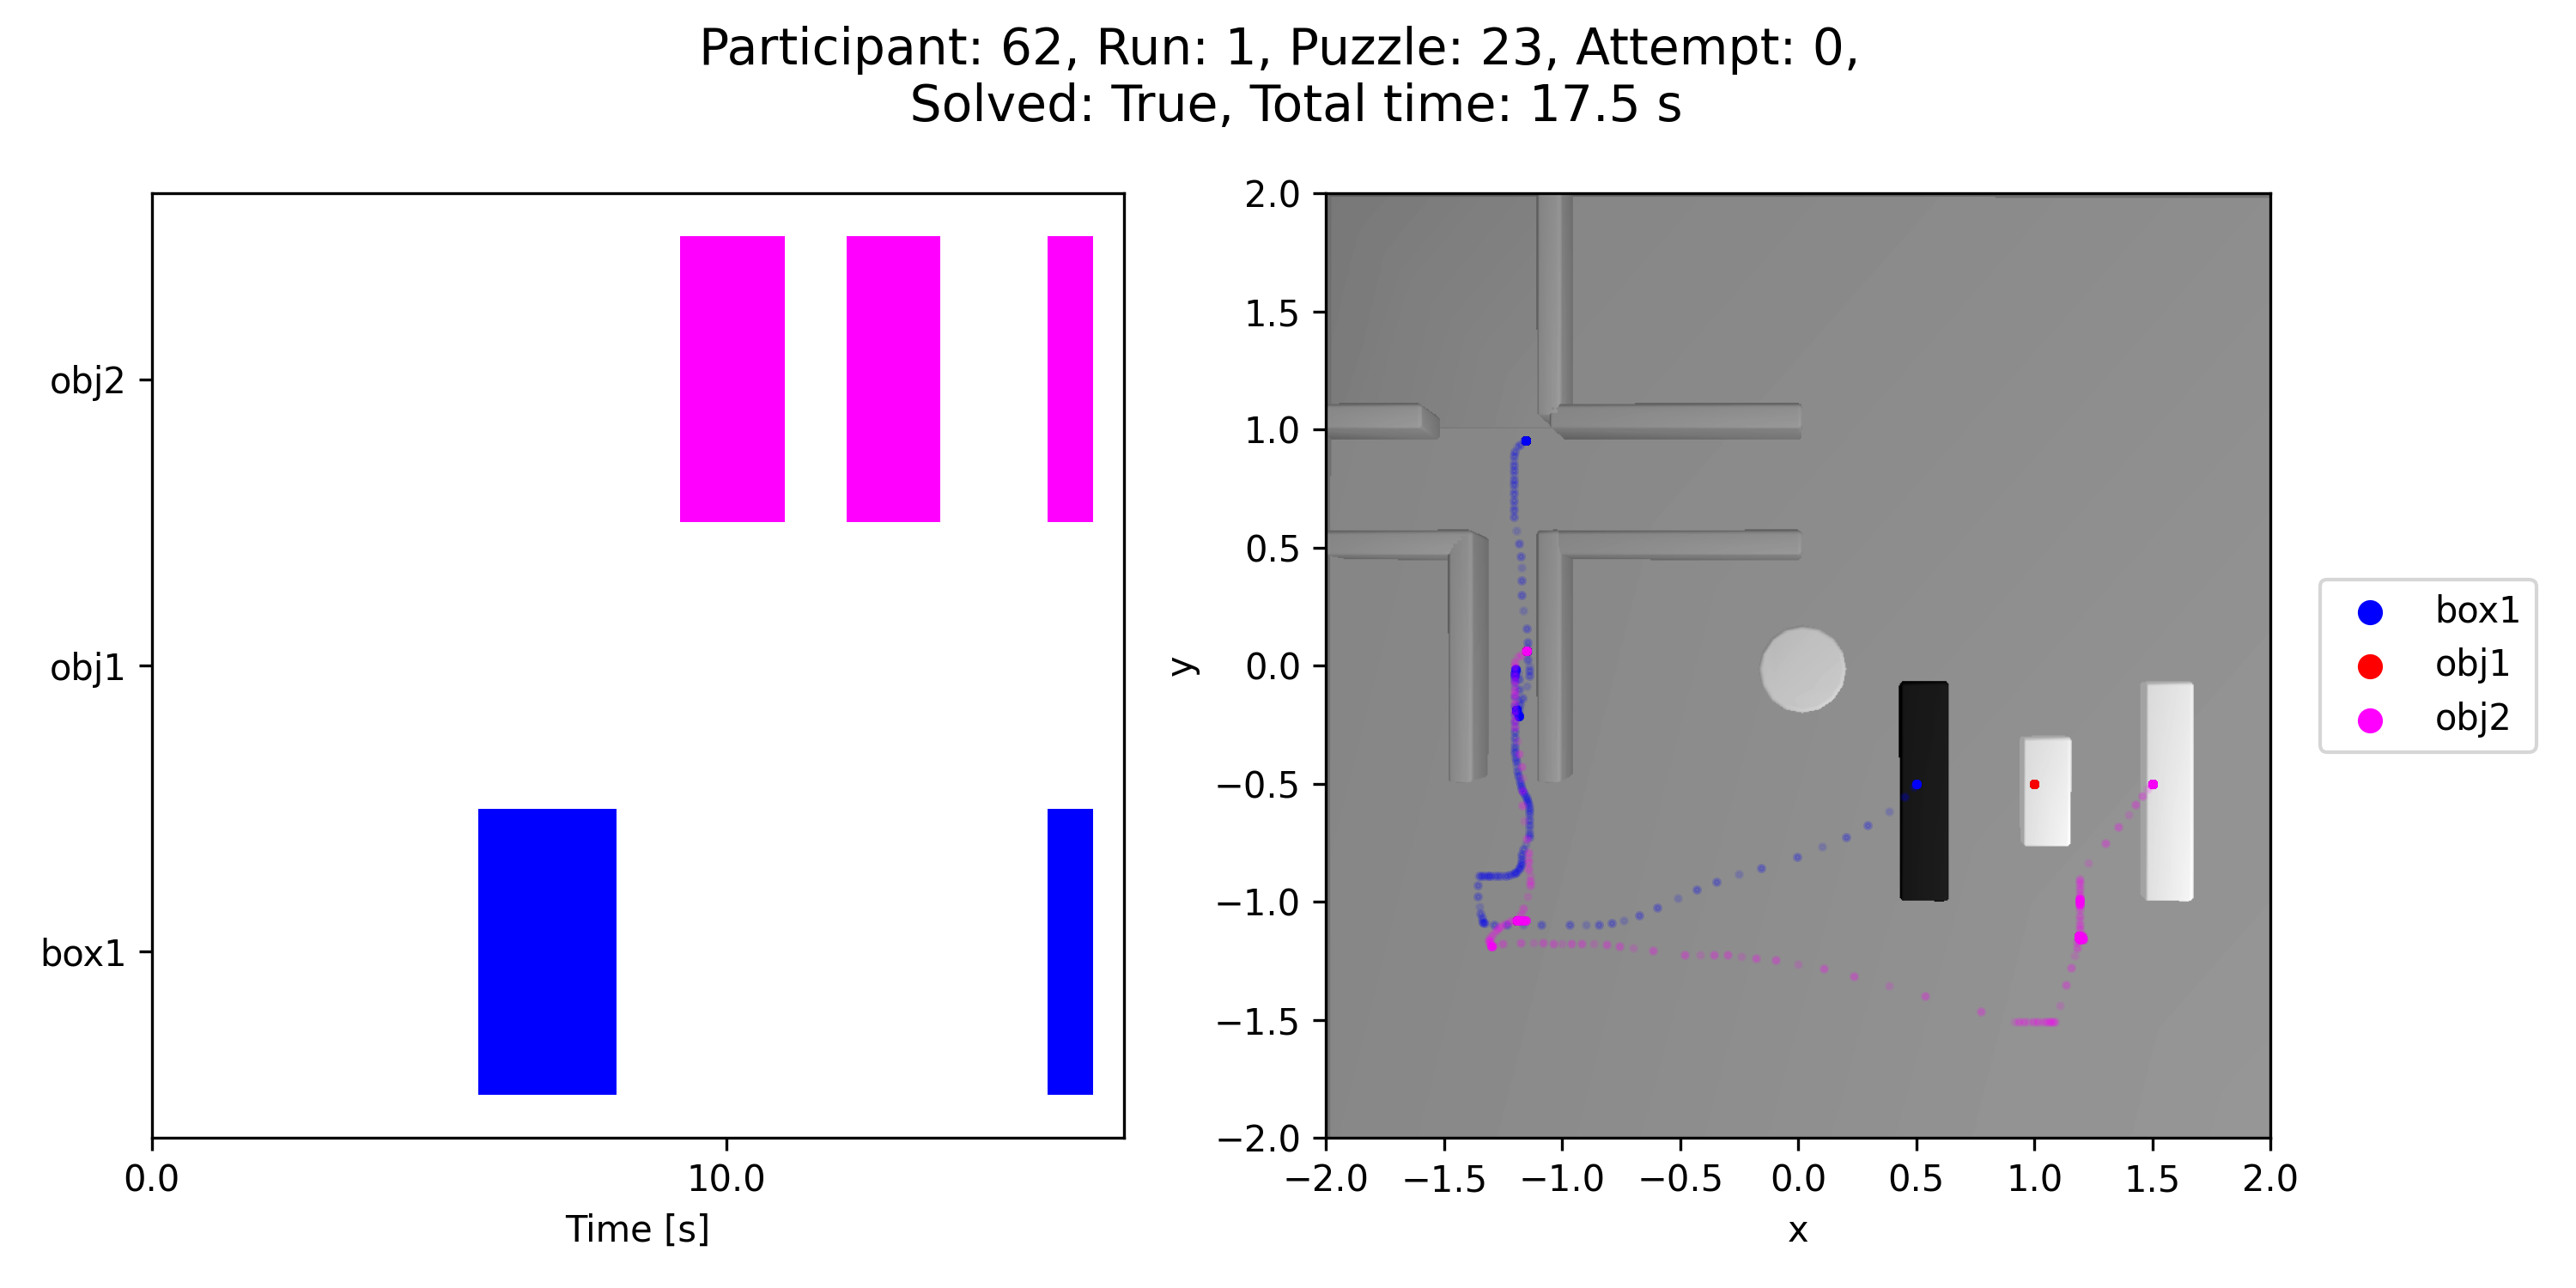 Participant: 62, Run: 1, Puzzle: 23, Attempt: 0,
Solved: True, Total time: 17.5 s
obj2
obj1
box1
0.0
10.0
Time [s]
2.0
1.5
1.0
0.5
0.0
−0.5
−1.0
−1.5
−2.0
y
−2.0
−1.5
−1.0
−0.5
0.0
0.5
1.0
1.5
2.0
x
box1
obj1
obj2